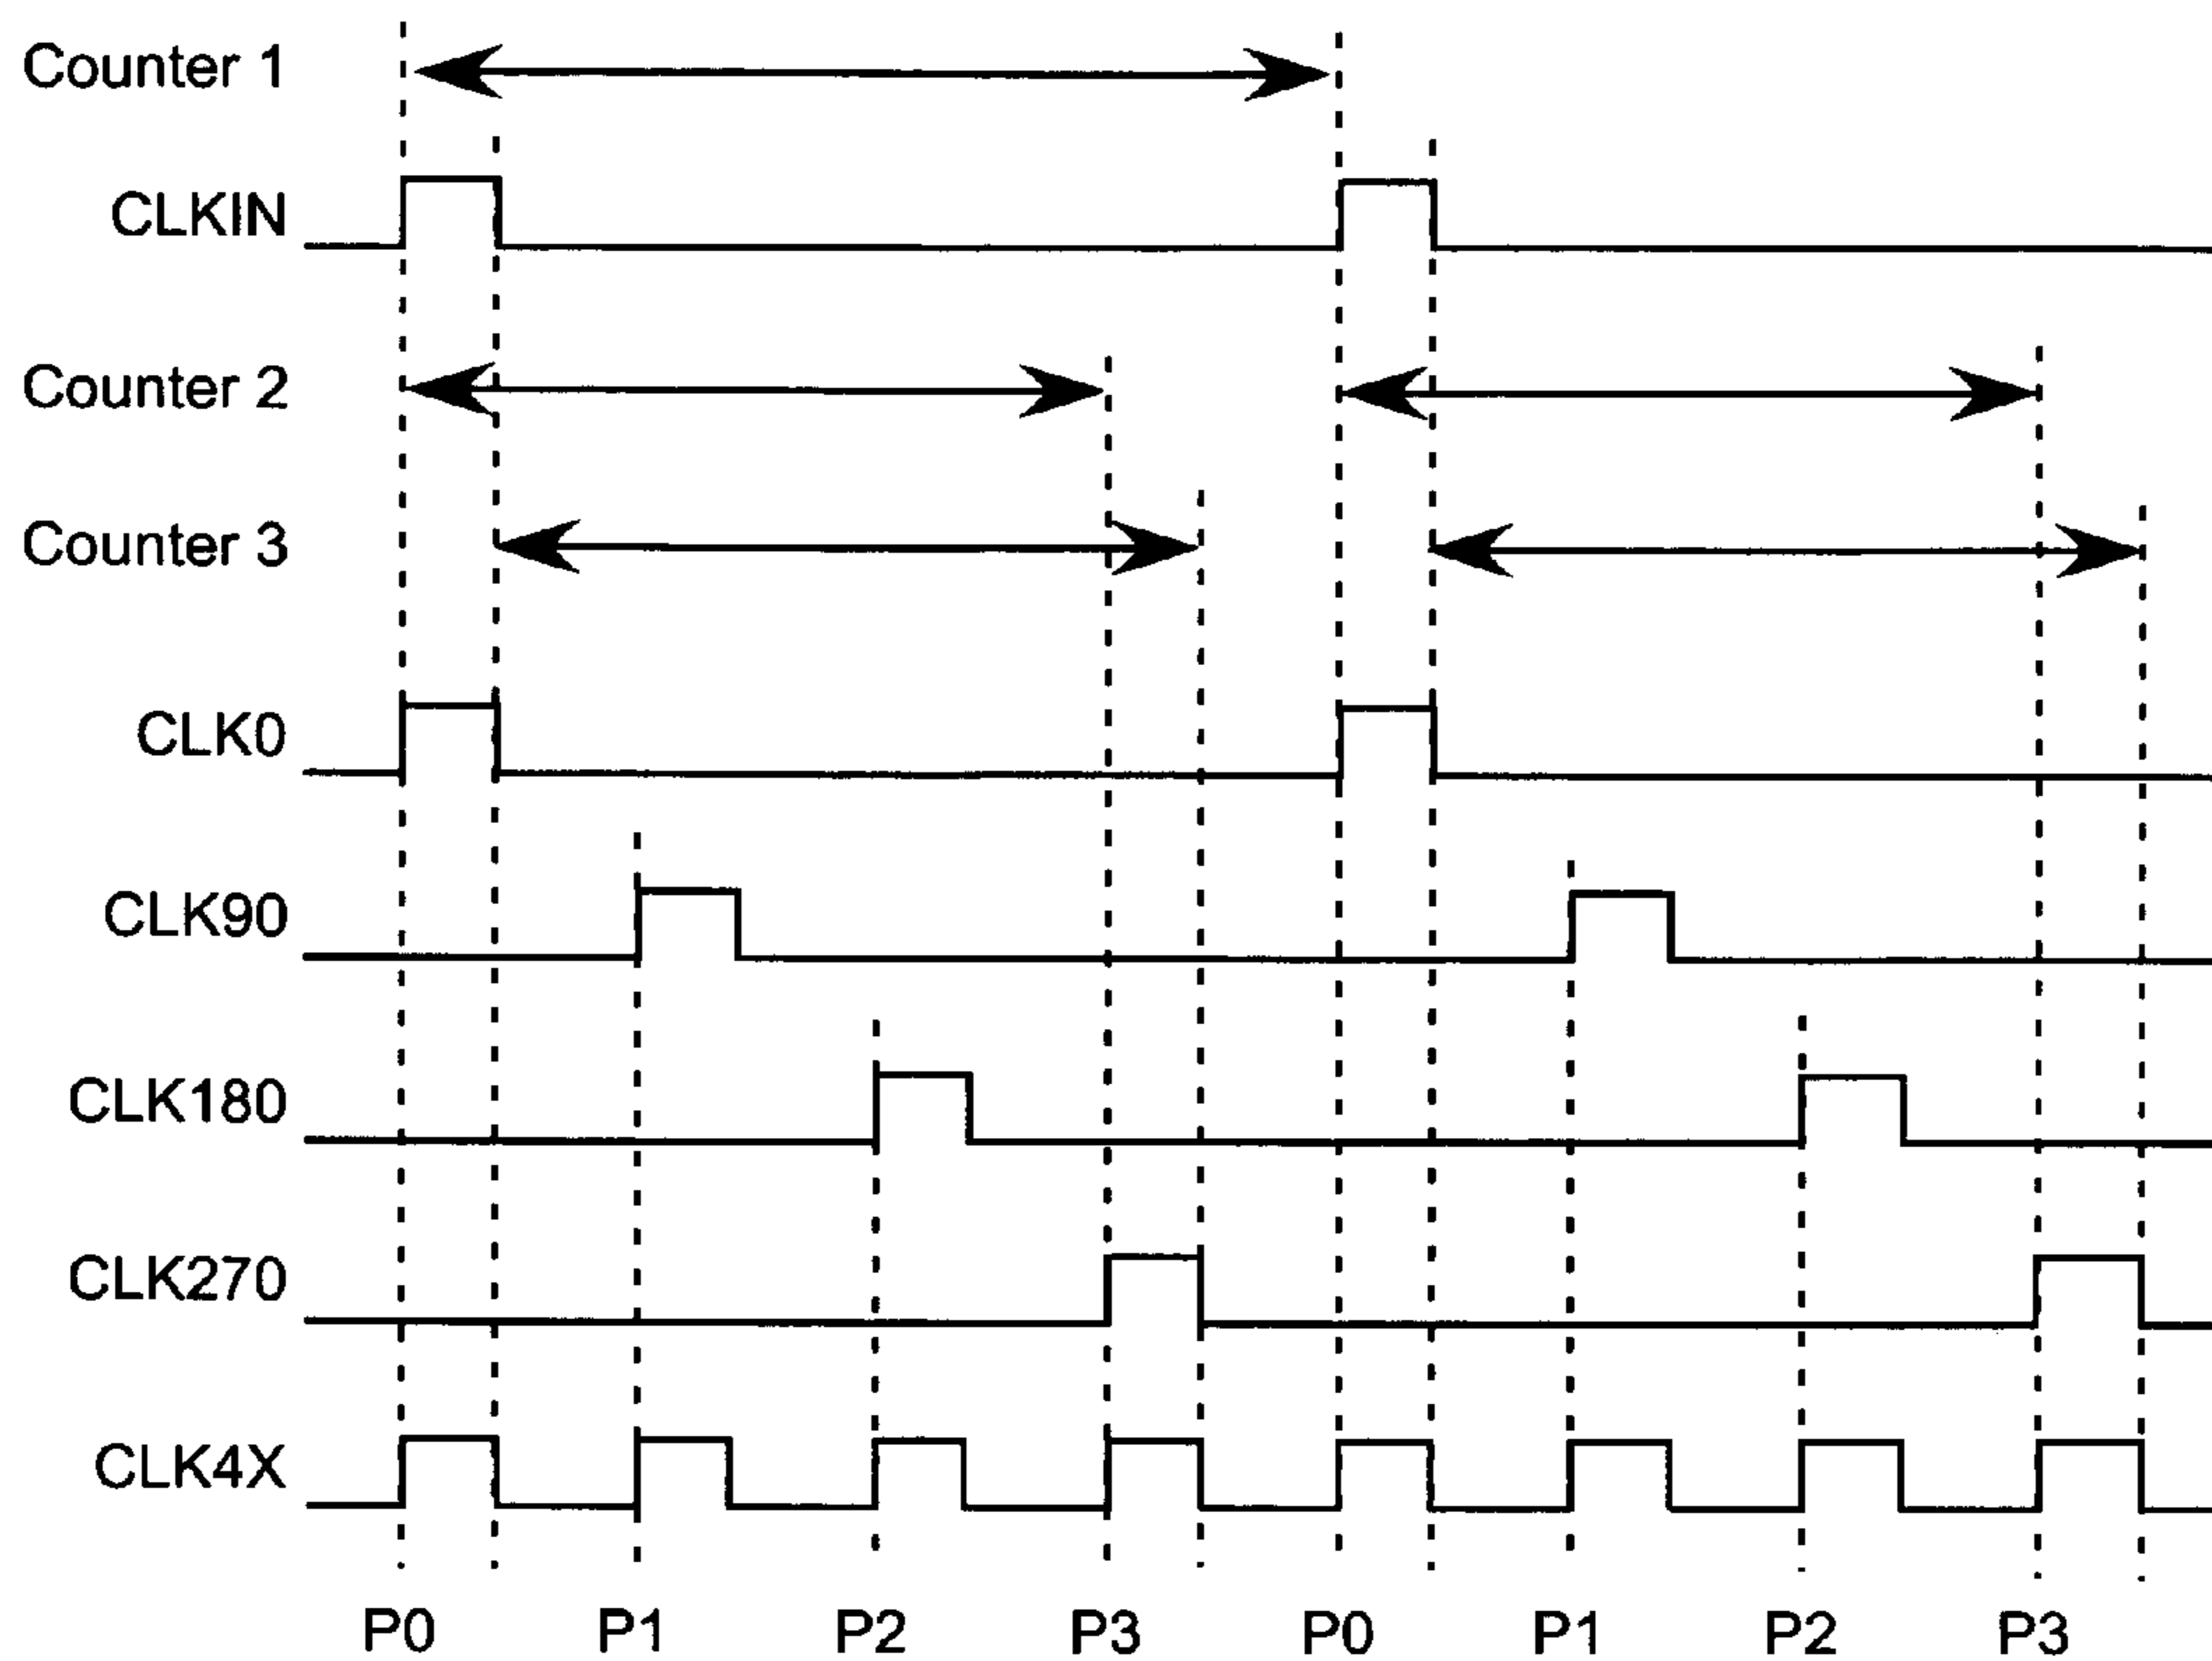 Counter 1
CLKIN
Counter 2
Counter 3
CLK0
CLK90
CLK180
CLK270
CLK4X
P0 P1 P2 P3 P0 P1 P2 P3